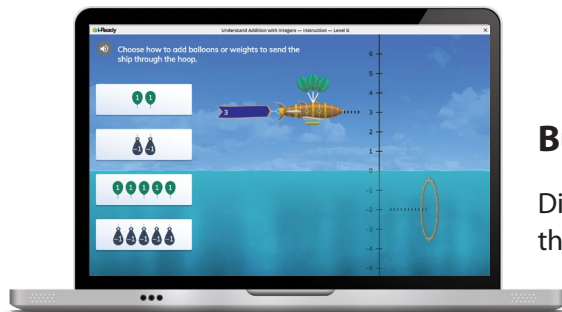 i-Ready
Understand Addition with Integers — Instruction — Level G
×
Choose how to add balloons or weights to send the
ship through the hoop.
1 1
-1 -1
1 1 1 1 1
-1 -1 -1 -1 -1
3
6
5
4
3
2
1
0
-1
-2
-3
-4
-5
B
Di
th